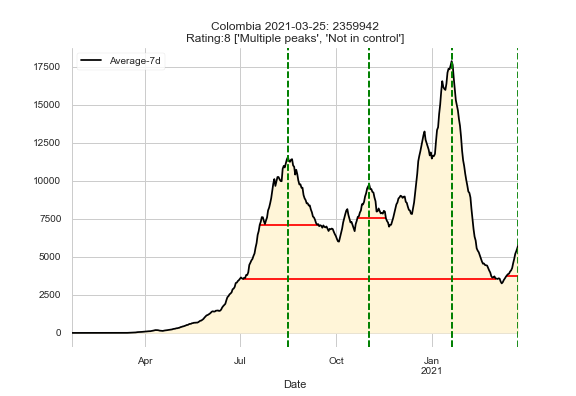 Colombia 2021-03-25: 2359942
Rating:8 ['Multiple peaks', 'Not in control']
Average-7d
17500
15000
12500
10000
7500
5000
2500
0
Apr
Jul
Oct
Jan
2021
Date